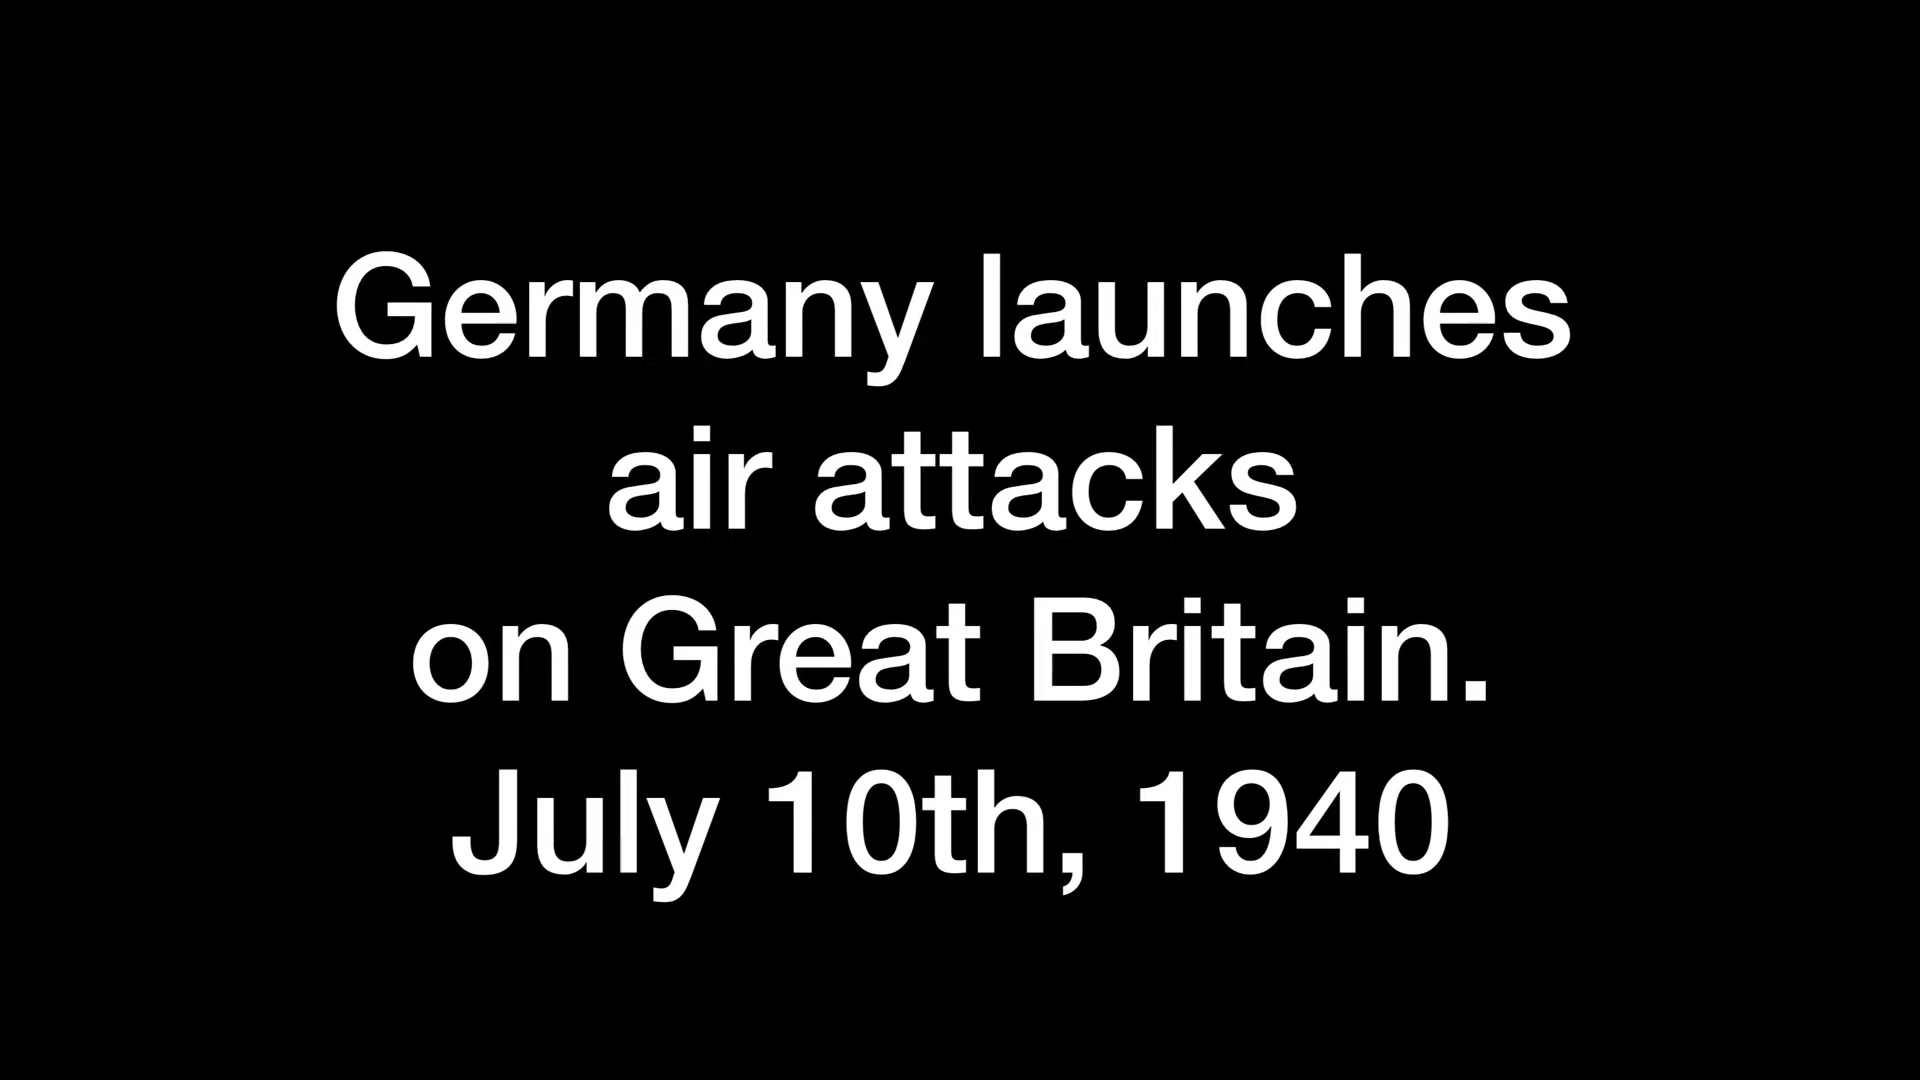 Germany launches
air attacks
on Great Britain.
July 10th, 1940